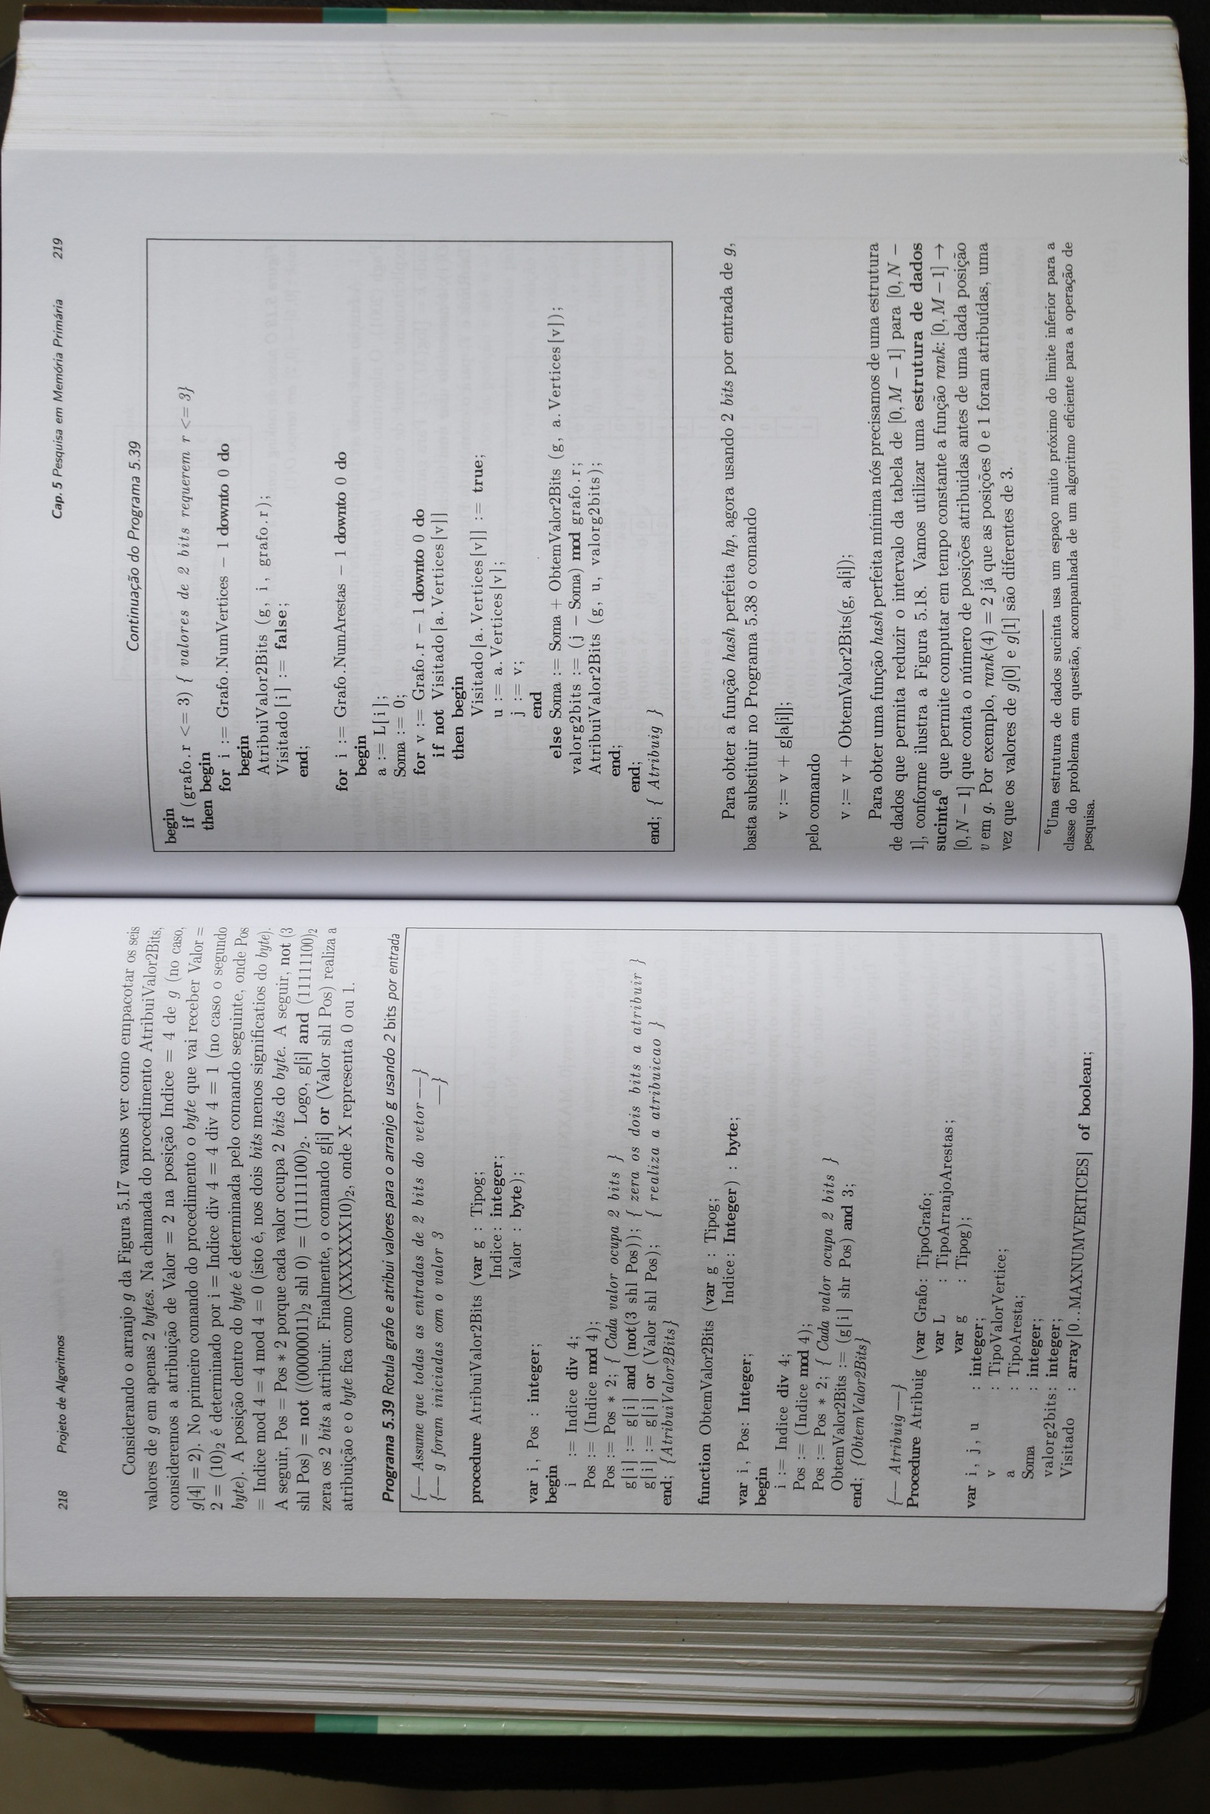 218 Projeto de Algoritmos
Considerando o arranjo g da Figura 5.17 vamos ver como empacotar os seis
valores de g em apenas 2 bytes. Na chamada do procedimento AtribuiValor2Bits,
consideremos a atribuição de Valor = 2 na posição Indice = 4 de g (no caso,
g[4] = 2). No primeiro comando do procedimento o byte que vai receber Valor =
2 = (10)₂ é determinado por i = Indice div 4 = 4 div 4 = 1 (no caso o segundo
byte). A posição dentro do byte é determinada pelo comando seguinte, onde Pos
= Indice mod 4 = 4 mod 4 = 0 (isto é, nos dois bits menos significatios do byte).
A seguir, Pos = Pos * 2 porque cada valor ocupa 2 bits do byte. A seguir, not (3
shl Pos) = not ((00000011)₂ shl 0) = (11111100)₂. Logo, g[i] and (11111100)₂
zera os 2 bits a atribuir. Finalmente, o comando g[i] or (Valor shl Pos) realiza a
atribuição e o byte fica como (XXXXXX10)₂, onde X representa 0 ou 1.
Programa 5.39 Rotula grafo e atribui valores para o arranjo g usando 2 bits por entrada
{— Assume que todas as entradas de 2 bits do vetor —}
{— g foram iniciadas com o valor 3 —}
procedure AtribuiValor2Bits (var g : Tipog;
Indice: integer;
Valor : byte);
var i, Pos : integer;
begin
i := Indice div 4;
Pos := (Indice mod 4);
Pos := Pos * 2; { Cada valor ocupa 2 bits }
g[i] := g[i] and (not(3 shl Pos)); { zera os dois bits a atribuir }
g[i] := g[i] or (Valor shl Pos); { realiza a atribuicao }
end; {AtribuiValor2Bits}
function ObtemValor2Bits (var g : Tipog;
Indice: Integer) : byte;
var i, Pos: Integer;
begin
i := Indice div 4;
Pos := (Indice mod 4);
Pos := Pos * 2; { Cada valor ocupa 2 bits }
ObtemValor2Bits := (g[i] shr Pos) and 3;
end; {ObtemValor2Bits}
{— Atribuig —}
Procedure Atribuig (var Grafo: TipoGrafo;
var L : TipoArranjoArestas;
var g : Tipog);
var i, j, u : integer;
v : TipoValorVertice;
a : TipoAresta;
Soma : integer;
valorg2bits: integer;
Visitado : array[0..MAXNUMVERTICES] of boolean;
Cap. 5 Pesquisa em Memória Primária 219
Continuação do Programa 5.39
begin
if (grafo.r <= 3) { valores de 2 bits requerem r <= 3}
then begin
for i := Grafo.NumVertices − 1 downto 0 do
begin
AtribuiValor2Bits (g, i, grafo.r);
Visitado[i] := false;
end;
for i := Grafo.NumArestas − 1 downto 0 do
begin
a := L[i];
Soma := 0;
for v := Grafo.r − 1 downto 0 do
if not Visitado[a.Vertices[v]]
then begin
Visitado[a.Vertices[v]] := true;
u := a.Vertices[v];
j := v;
end
else Soma := Soma + ObtemValor2Bits (g, a.Vertices[v]);
valorg2bits := (j − Soma) mod grafo.r;
AtribuiValor2Bits (g, u, valorg2bits);
end;
end;
end; { Atribuig }
Para obter a função hash perfeita hp, agora usando 2 bits por entrada de g,
basta substituir no Programa 5.38 o comando
v := v + g[a[i]];
pelo comando
v := v + ObtemValor2Bits(g, a[i]);
Para obter uma função hash perfeita mínima nós precisamos de uma estrutura
de dados que permita reduzir o intervalo da tabela de [0, M − 1] para [0, N −
1], conforme ilustra a Figura 5.18. Vamos utilizar uma estrutura de dados
sucinta⁶ que permite computar em tempo constante a função rank: [0, M − 1] →
[0, N − 1] que conta o número de posições atribuidas antes de uma dada posição
v em g. Por exemplo, rank(4) = 2 já que as posições 0 e 1 foram atribuídas, uma
vez que os valores de g[0] e g[1] são diferentes de 3.
⁶Uma estrutura de dados sucinta usa um espaço muito próximo do limite inferior para a
classe do problema em questão, acompanhada de um algoritmo eficiente para a operação de
pesquisa.